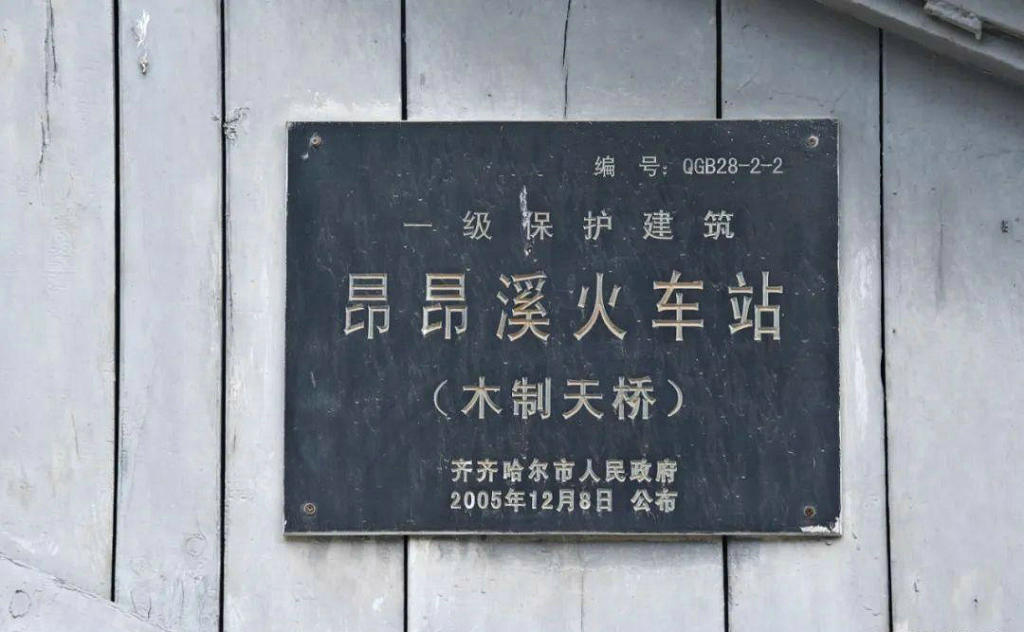 编 号：QGB28-2-2
一级保护建筑
昂昂溪火车站
（木制天桥）
齐齐哈尔市人民政府
2005年12月8日 公布